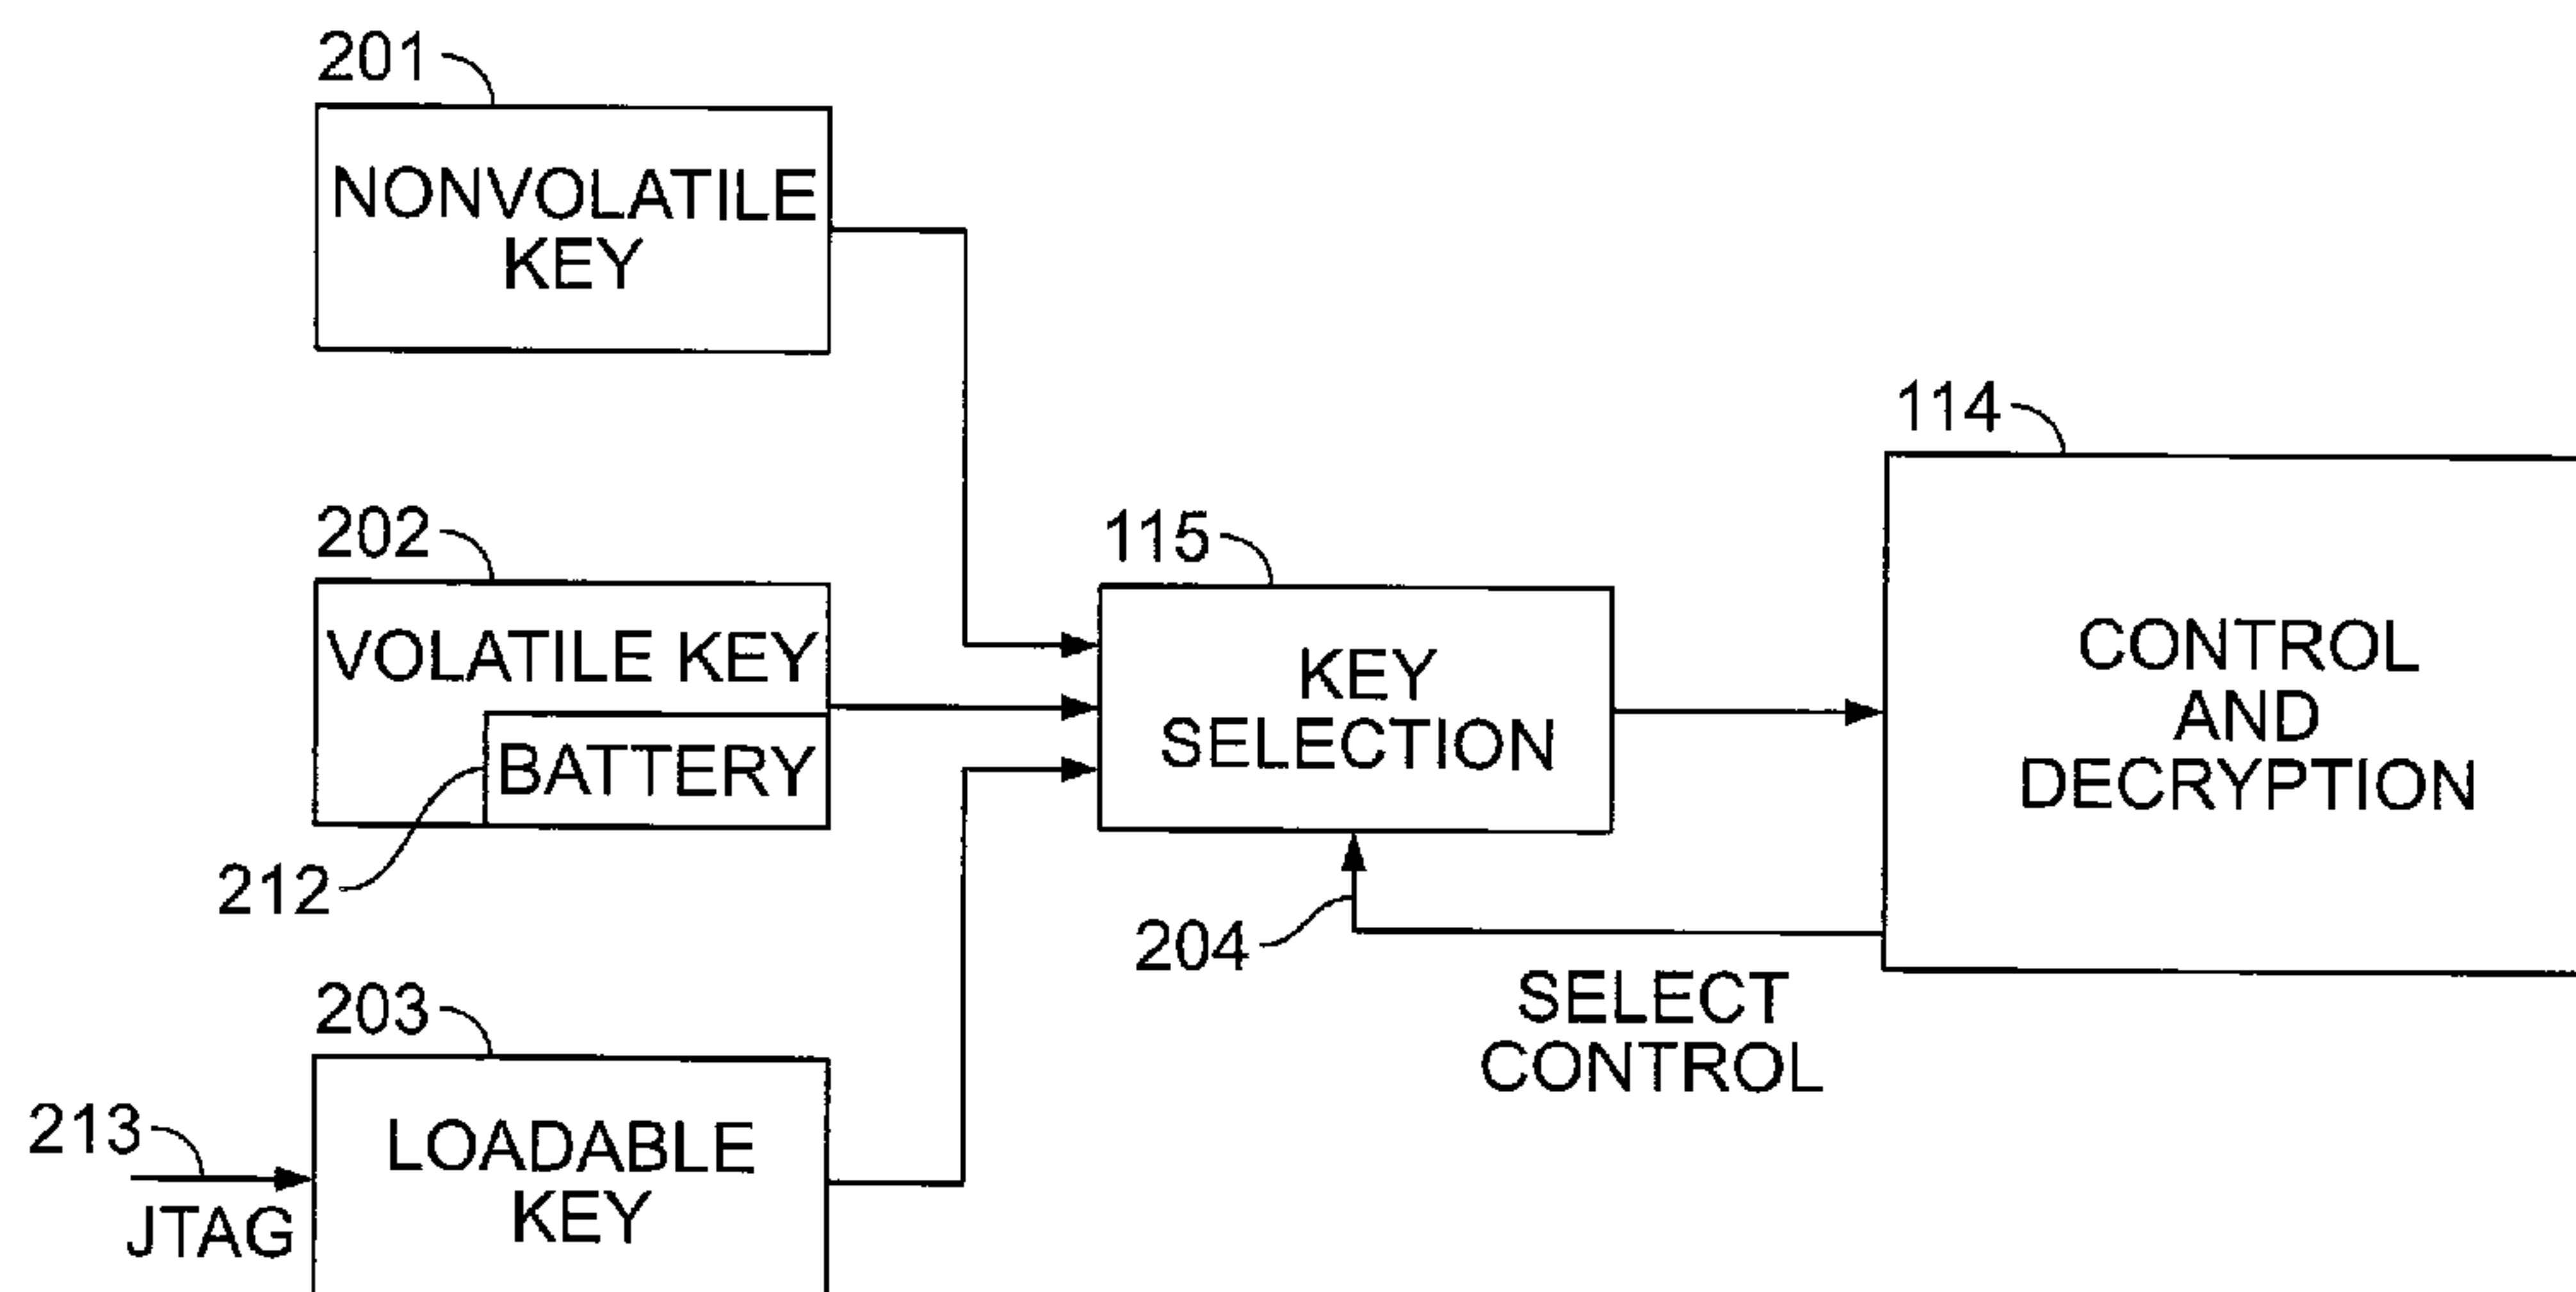 201
NONVOLATILE
KEY
202
VOLATILE KEY
BATTERY
212
203
213
JTAG
LOADABLE
KEY
115
KEY
SELECTION
204
SELECT
CONTROL
114
CONTROL
AND
DECRYPTION